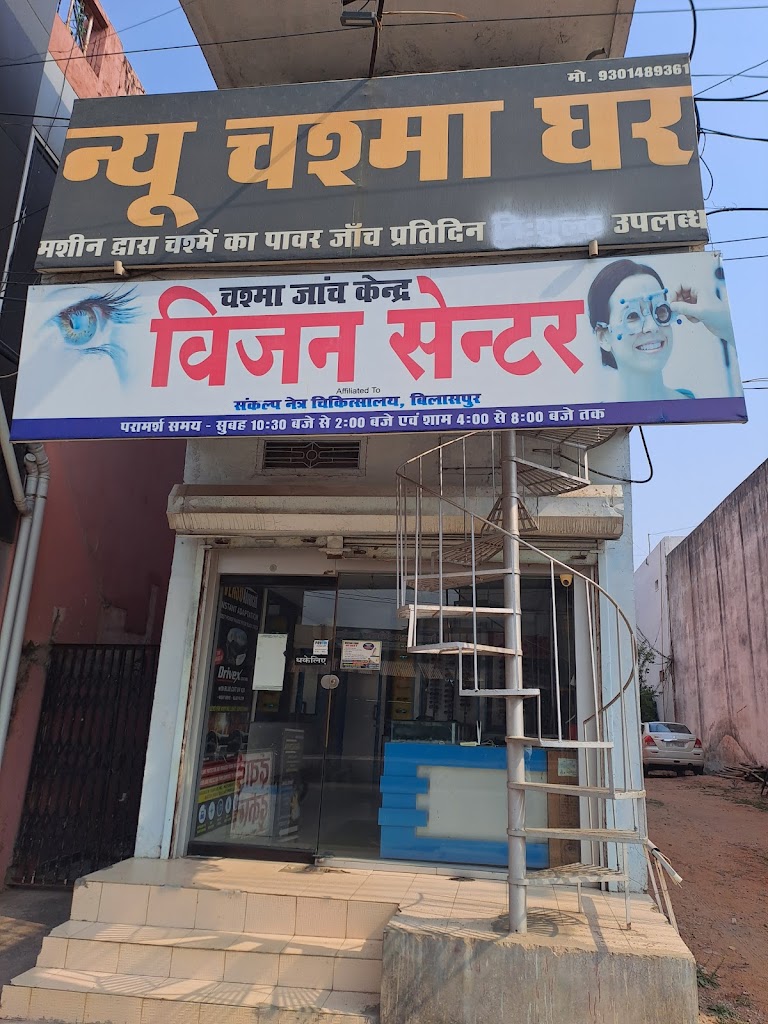 मो. 9301489361
न्यू चश्मा घर
मशीन द्वारा चश्में का पावर जाँच प्रतिदिन उपलब्ध
चश्मा जांच केन्द्र
विजन सेन्टर
Affiliated To
संकल्प नेत्र चिकित्सालय, बिलासपुर
परामर्श समय - सुबह 10:30 बजे से 2:00 बजे एवं शाम 4:00 से 8:00 बजे तक
धकेलिए
Drivex